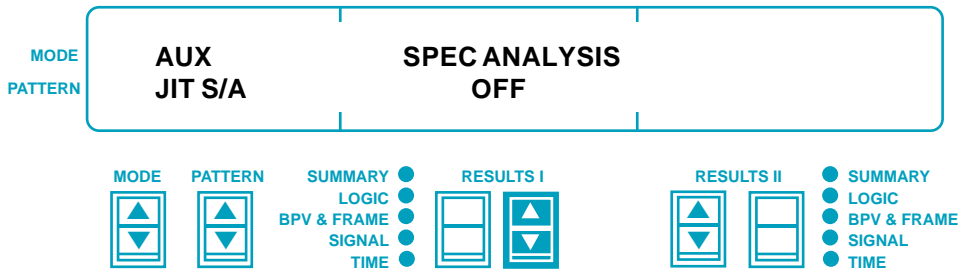 MODE
PATTERN
AUX
JIT S/A
SPEC ANALYSIS
OFF
MODE
PATTERN
SUMMARY
LOGIC
BPV & FRAME
SIGNAL
TIME
RESULTS I
RESULTS II
SUMMARY
LOGIC
BPV & FRAME
SIGNAL
TIME